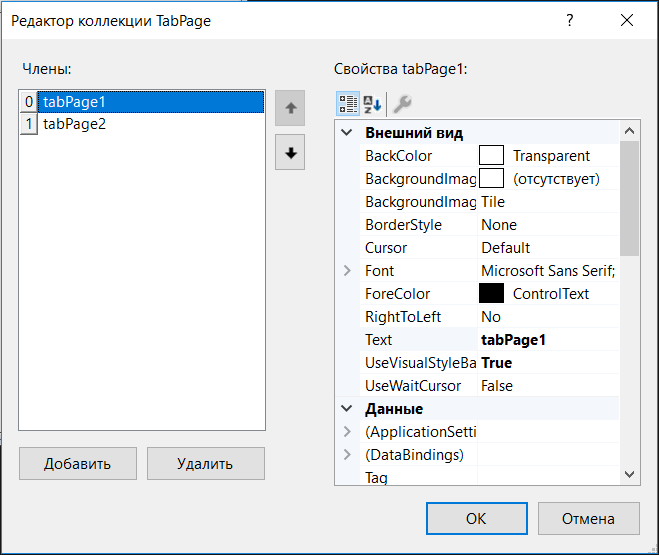 Редактор коллекции TabPage
?
Члены:
Свойства tabPage1:
0 tabPage1
1 tabPage2
Внешний вид
BackColor Transparent
BackgroundImag (отсутствует)
BackgroundImag Tile
BorderStyle None
Cursor Default
Font Microsoft Sans Serif;
ForeColor ControlText
RightToLeft No
Text tabPage1
UseVisualStyleBa True
UseWaitCursor False
Данные
(ApplicationSetti
(DataBindings)
Tag
Добавить Удалить
OK Отмена